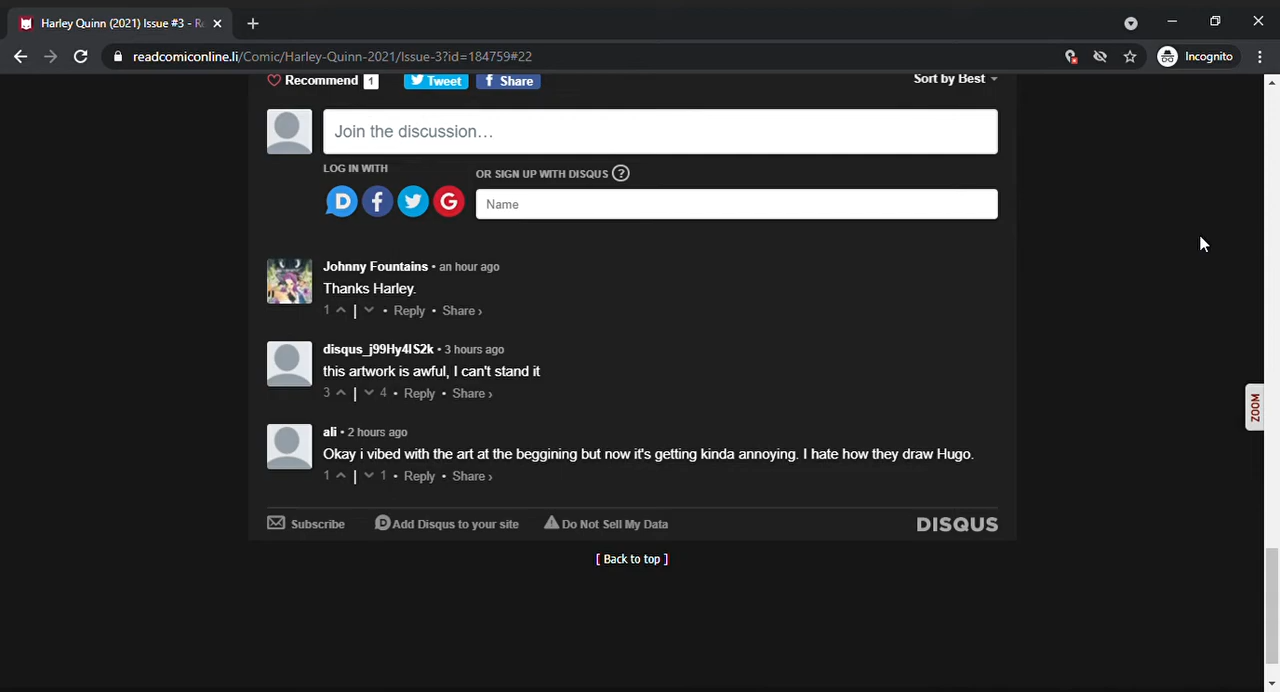 Harley Quinn (2021) Issue #3 - Re
readcomiconline.li/Comic/Harley-Quinn-2021/Issue-3?id=184759#22
Incognito
Recommend 1
Tweet
f Share
Sort by Best
Join the discussion…
LOG IN WITH
OR SIGN UP WITH DISQUS ?
D f G
Name
Johnny Fountains • an hour ago
Thanks Harley.
1 | • Reply • Share ›
disqus_j99Hy4IS2k • 3 hours ago
this artwork is awful, I can't stand it
3 | 4 • Reply • Share ›
ali • 2 hours ago
Okay i vibed with the art at the beggining but now it's getting kinda annoying. I hate how they draw Hugo.
1 | 1 • Reply • Share ›
Subscribe
D Add Disqus to your site
Do Not Sell My Data
DISQUS
[ Back to top ]
ZOOM